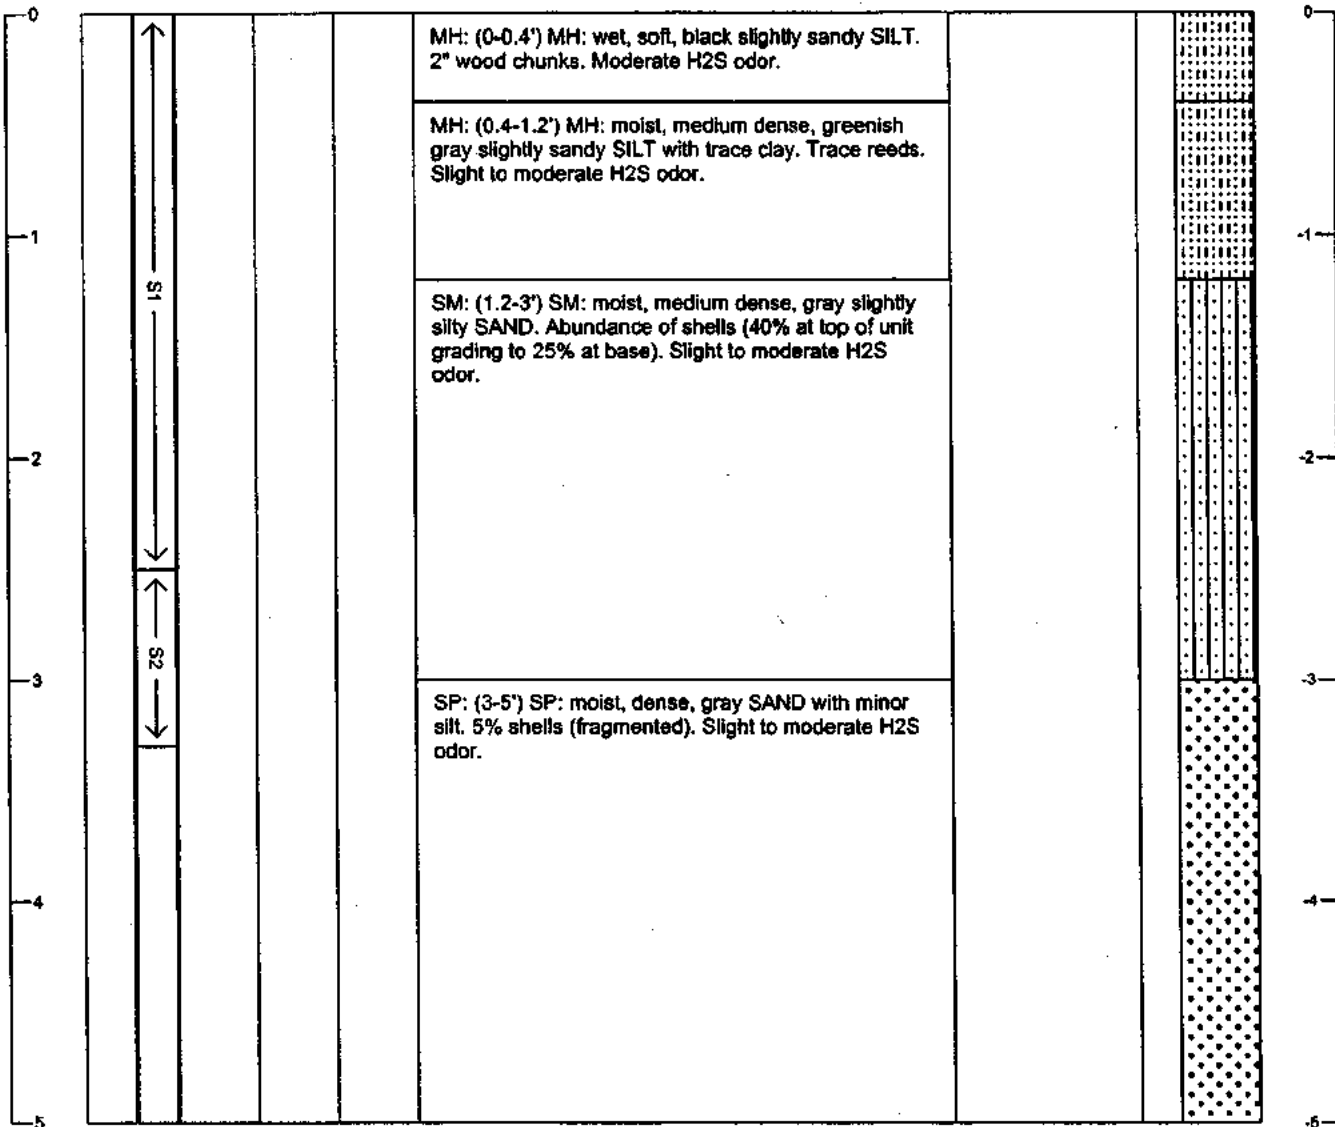 0
-1
-2
-3
-4
-5
S1
S2
MH: (0-0.4') MH: wet, soft, black slightly sandy SILT.
2" wood chunks. Moderate H2S odor.
MH: (0.4-1.2') MH: moist, medium dense, greenish
gray slightly sandy SILT with trace clay. Trace reeds.
Slight to moderate H2S odor.
SM: (1.2-3') SM: moist, medium dense, gray slightly
silty SAND. Abundance of shells (40% at top of unit
grading to 25% at base). Slight to moderate H2S
odor.
SP: (3-5') SP: moist, dense, gray SAND with minor
silt. 5% shells (fragmented). Slight to moderate H2S
odor.
0
-1
-2
-3
-4
-5